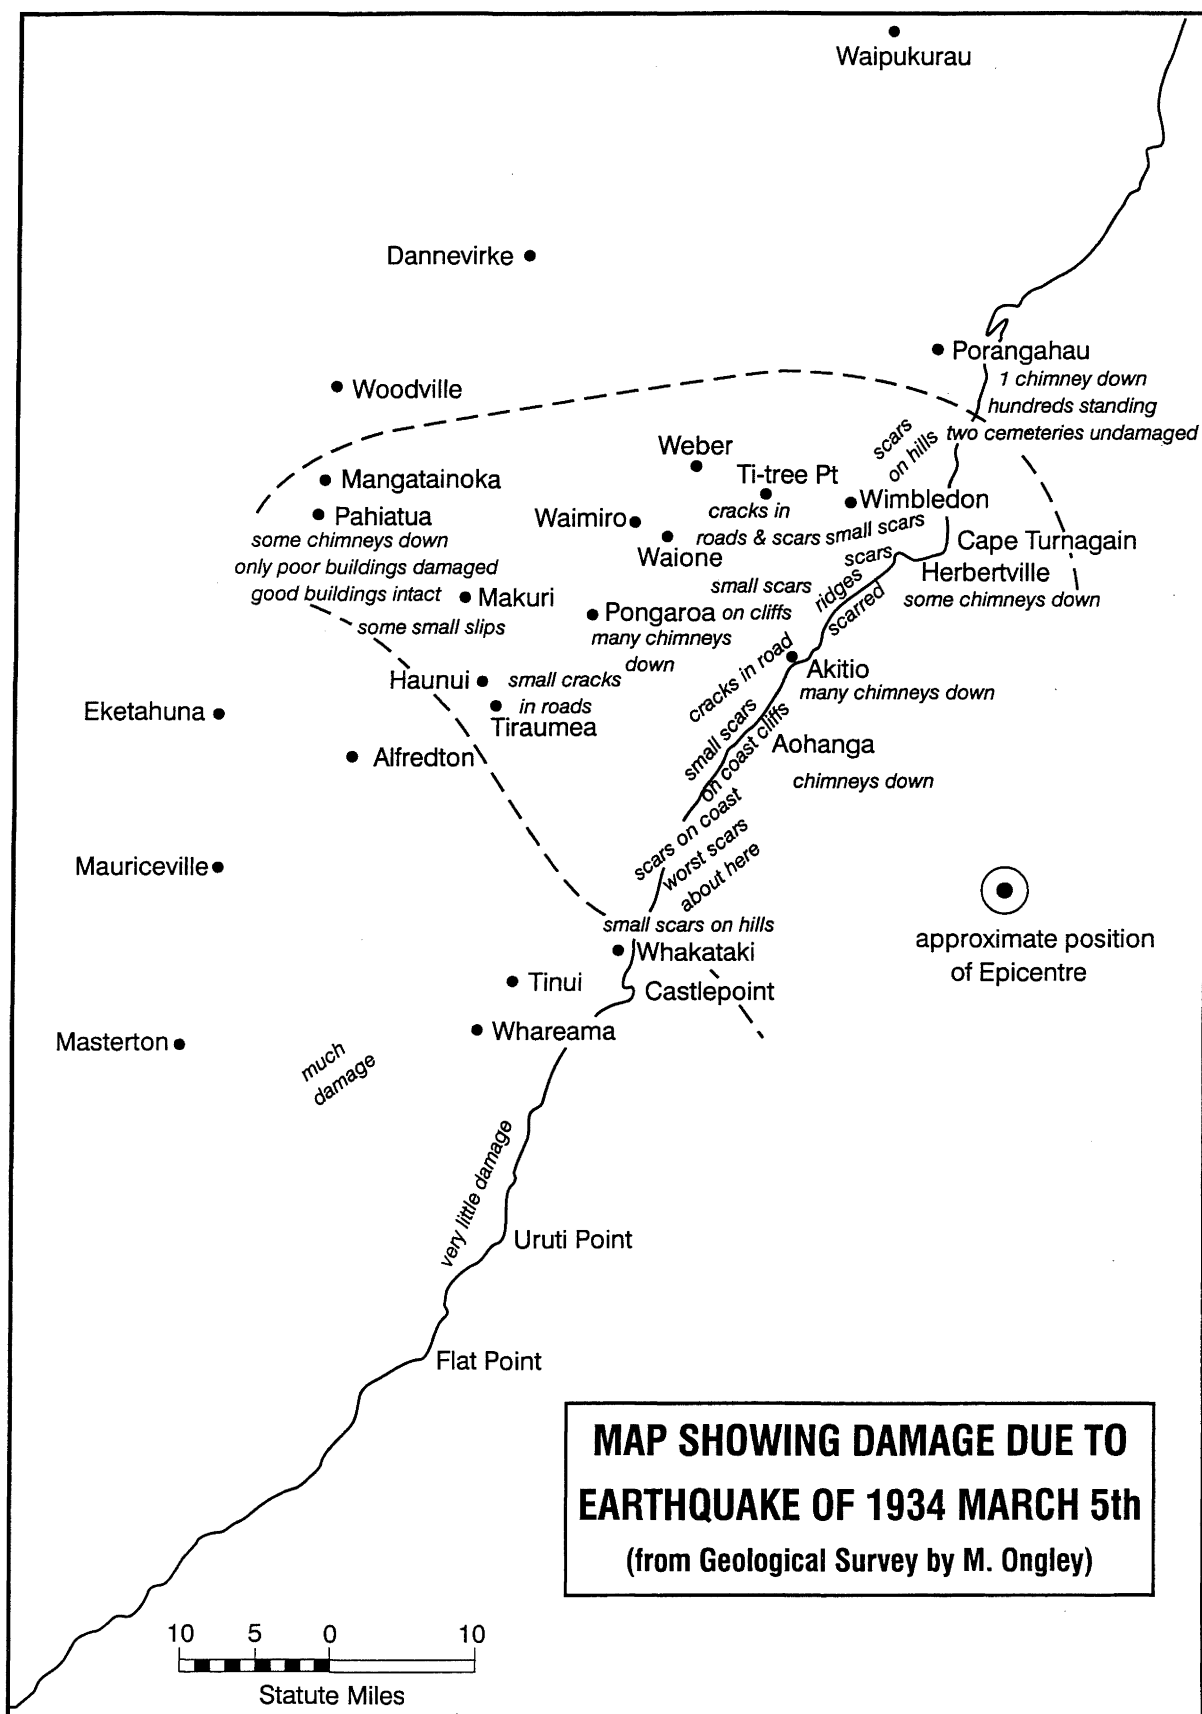 Waipukurau
Dannevirke
Porangahau
1 chimney down
hundreds standing
two cemeteries undamaged
Woodville
scars
on hills
Weber
Ti-tree Pt
Mangatainoka
Wimbledon
Pahiatua
some chimneys down
only poor buildings damaged
good buildings intact
Waimiro
cracks in
roads & scars
small scars
Waione
scars
Cape Turnagain
Herbertville
some chimneys down
small scars
on cliffs
ridges
scarred
Makuri
some small slips
Pongaroa
many chimneys
down
cracks in road
Akitio
many chimneys down
Haunui
small cracks
in roads
Tiraumea
Eketahuna
Alfredton
small scars
on coast cliffs
Aohanga
chimneys down
scars on coast
worst scars
about here
Mauriceville
approximate position
of Epicentre
small scars on hills
Whakataki
Tinui
Castlepoint
Whareama
Masterton
much
damage
very little damage
Uruti Point
Flat Point
MAP SHOWING DAMAGE DUE TO
EARTHQUAKE OF 1934 MARCH 5th
(from Geological Survey by M. Ongley)
10 5 0 10
Statute Miles